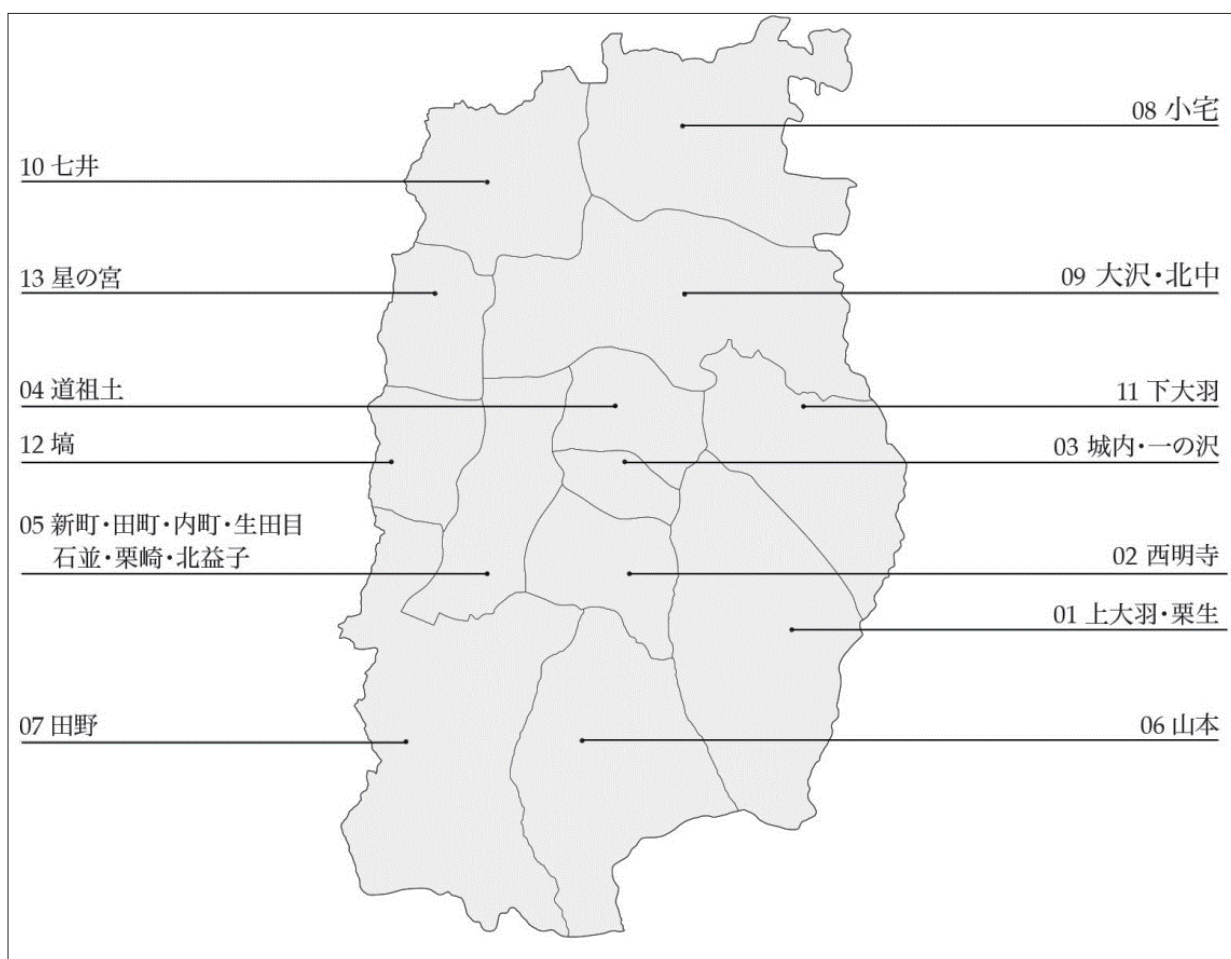 08 小宅
10 七井
13 星の宮
09 大沢・北中
04 道祖土
11 下大羽
12 塙
03 城内・一の沢
05 新町・田町・内町・生田目
石並・栗崎・北益子
02 西明寺
01 上大羽・栗生
07 田野
06 山本